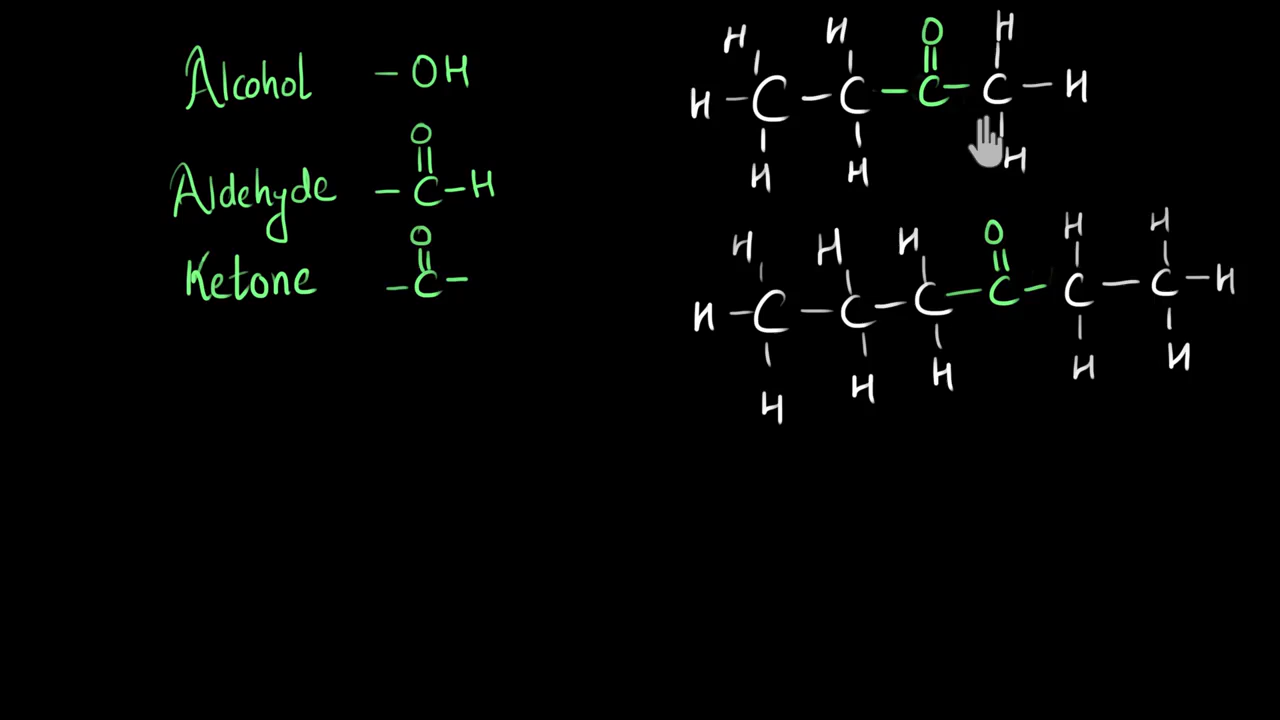 Alcohol - OH
O
Aldehyde - C - H
O
Ketone - C -
H H O H
H - C - C - C - C - H
H H H
H H H O H H
H - C - C - C - C - C - C - H
H H H H H